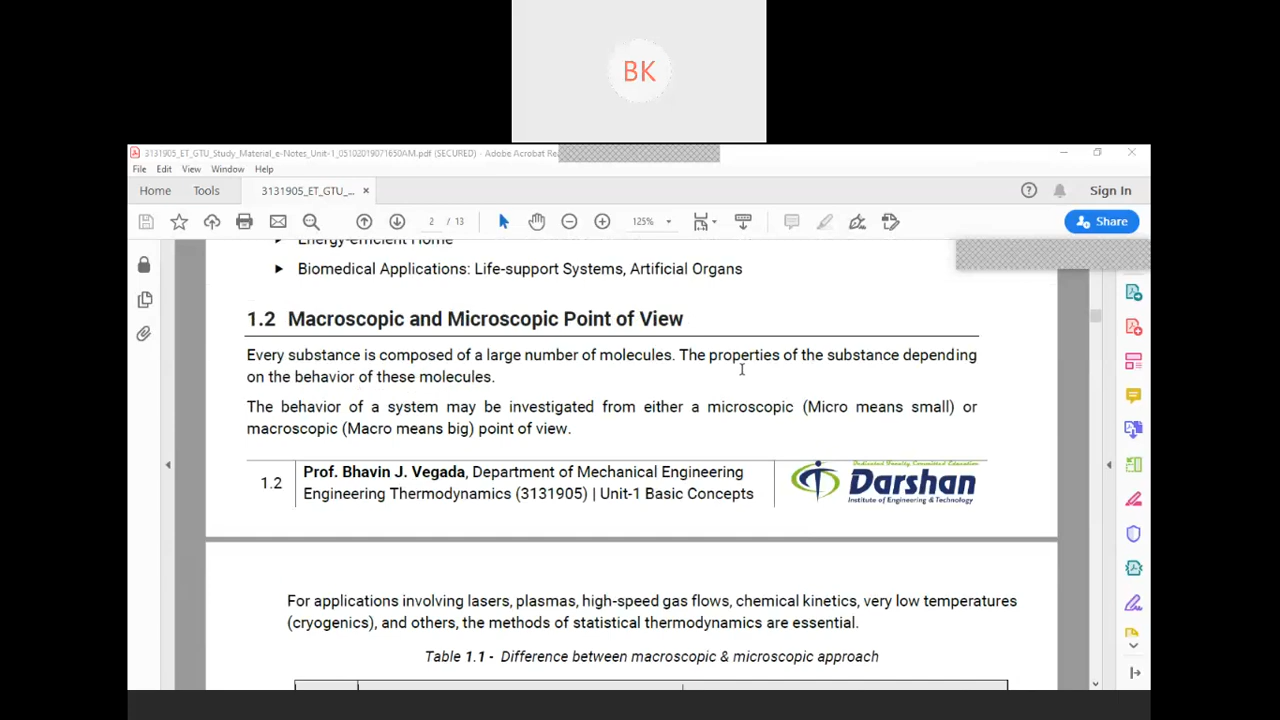 BK
3131905_ET_GTU_Study_Material_e-Notes_Unit-1_05102019071650AM.pdf (SECURED) - Adobe Acrobat
File Edit View Window Help
Home Tools 3131905_ET_GTU_... × Sign In
2 / 13 125% Share
Energy-efficient Home
► Biomedical Applications: Life-support Systems, Artificial Organs
1.2 Macroscopic and Microscopic Point of View
Every substance is composed of a large number of molecules. The properties of the substance depending
on the behavior of these molecules.
The behavior of a system may be investigated from either a microscopic (Micro means small) or
macroscopic (Macro means big) point of view.
1.2
Prof. Bhavin J. Vegada, Department of Mechanical Engineering
Engineering Thermodynamics (3131905) | Unit-1 Basic Concepts
Dedicated Faculty, Committed Education
Darshan
Institute of Engineering & Technology
For applications involving lasers, plasmas, high-speed gas flows, chemical kinetics, very low temperatures
(cryogenics), and others, the methods of statistical thermodynamics are essential.
Table 1.1 - Difference between macroscopic & microscopic approach